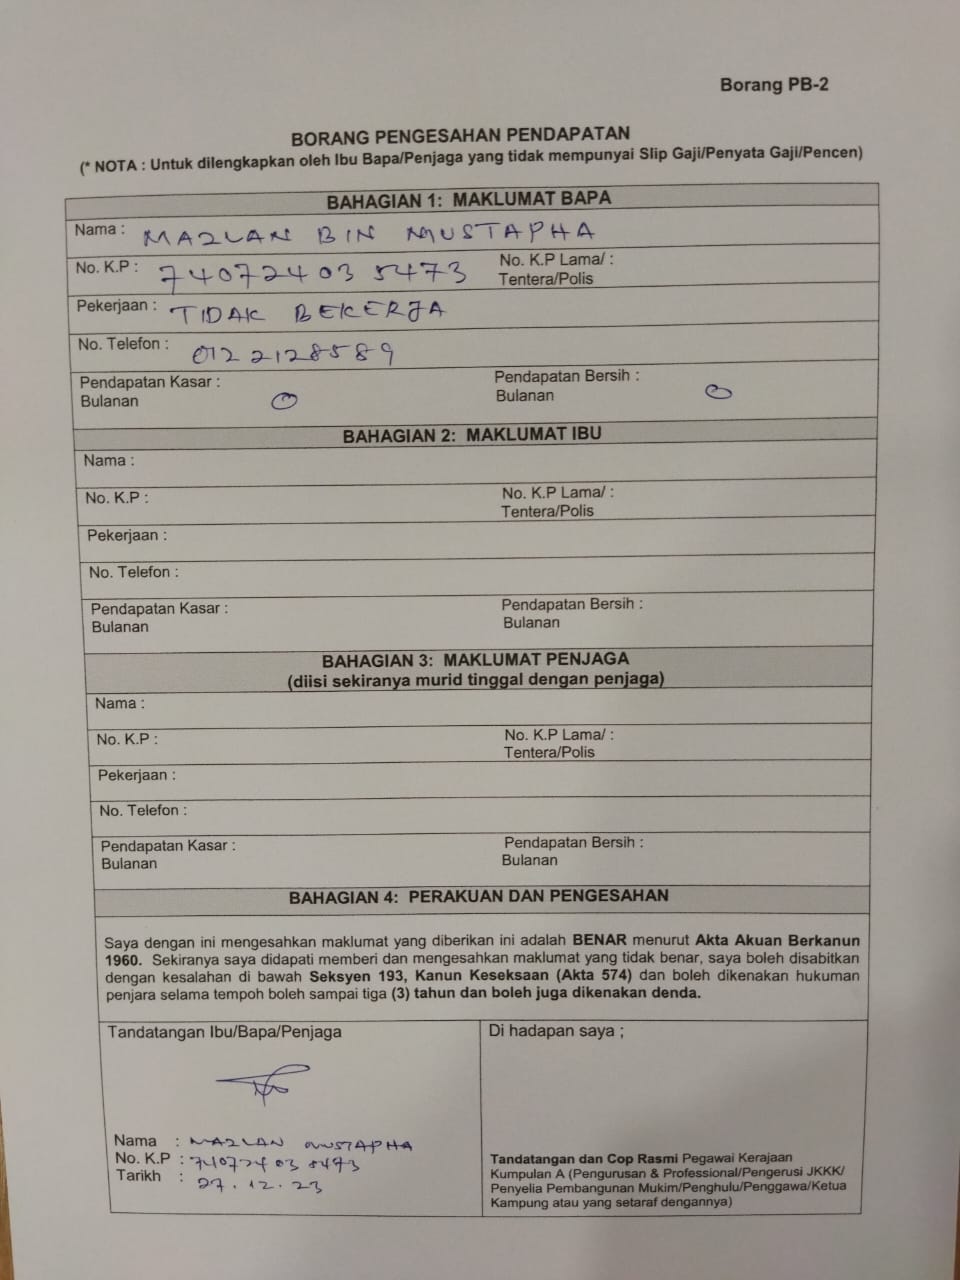 Borang PB-2
BORANG PENGESAHAN PENDAPATAN
(* NOTA : Untuk dilengkapkan oleh Ibu Bapa/Penjaga yang tidak mempunyai Slip Gaji/Penyata Gaji/Pencen)
BAHAGIAN 1: MAKLUMAT BAPA
Nama : MAZLAN BIN MUSTAPHA
No. K.P : 740724035473 No. K.P Lama/ :
Tentera/Polis
Pekerjaan : TIDAK BEKERJA
No. Telefon : 0122128589
Pendapatan Kasar : 0 Pendapatan Bersih : 0
Bulanan Bulanan
BAHAGIAN 2: MAKLUMAT IBU
Nama :
No. K.P : No. K.P Lama/ :
Tentera/Polis
Pekerjaan :
No. Telefon :
Pendapatan Kasar : Pendapatan Bersih :
Bulanan Bulanan
BAHAGIAN 3: MAKLUMAT PENJAGA
(diisi sekiranya murid tinggal dengan penjaga)
Nama :
No. K.P : No. K.P Lama/ :
Tentera/Polis
Pekerjaan :
No. Telefon :
Pendapatan Kasar : Pendapatan Bersih :
Bulanan Bulanan
BAHAGIAN 4: PERAKUAN DAN PENGESAHAN
Saya dengan ini mengesahkan maklumat yang diberikan ini adalah BENAR menurut Akta Akuan Berkanun
1960. Sekiranya saya didapati memberi dan mengesahkan maklumat yang tidak benar, saya boleh disabitkan
dengan kesalahan di bawah Seksyen 193, Kanun Keseksaan (Akta 574) dan boleh dikenakan hukuman
penjara selama tempoh boleh sampai tiga (3) tahun dan boleh juga dikenakan denda.
Tandatangan Ibu/Bapa/Penjaga
Nama : MAZLAN MUSTAPHA
No. K.P : 740724035473
Tarikh : 27.12.23
Di hadapan saya ;
Tandatangan dan Cop Rasmi Pegawai Kerajaan
Kumpulan A (Pengurusan & Professional/Pengerusi JKKK/
Penyelia Pembangunan Mukim/Penghulu/Penggawa/Ketua
Kampung atau yang setaraf dengannya)